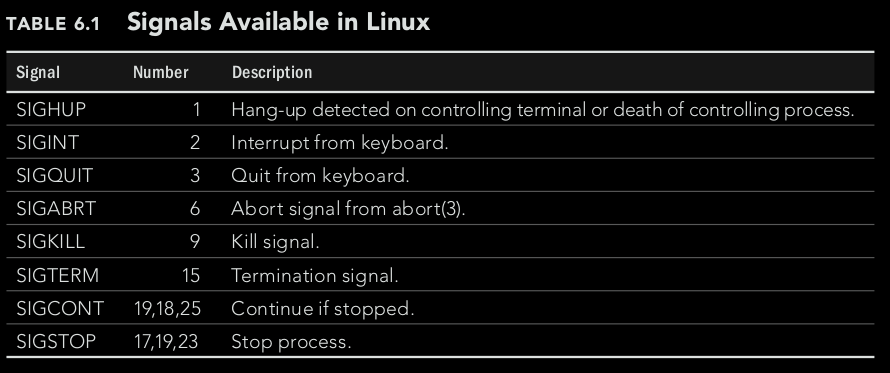 TABLE 6.1 Signals Available in Linux
Signal Number Description
SIGHUP 1 Hang-up detected on controlling terminal or death of controlling process.
SIGINT 2 Interrupt from keyboard.
SIGQUIT 3 Quit from keyboard.
SIGABRT 6 Abort signal from abort(3).
SIGKILL 9 Kill signal.
SIGTERM 15 Termination signal.
SIGCONT 19,18,25 Continue if stopped.
SIGSTOP 17,19,23 Stop process.